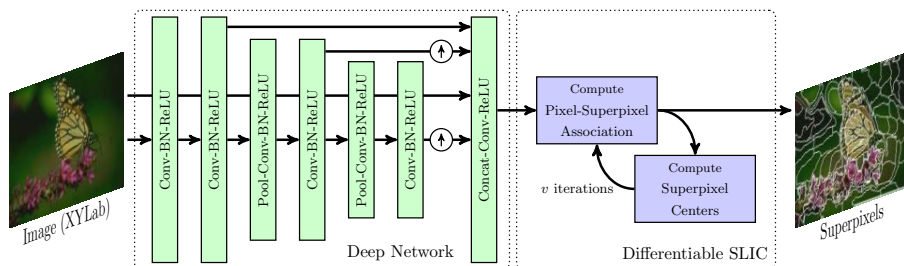 Image (XYLab)
Conv-BN-ReLU
Conv-BN-ReLU
Pool-Conv-BN-ReLU
Conv-BN-ReLU
Pool-Conv-BN-ReLU
Conv-BN-ReLU
Concat-Conv-ReLU
Deep Network
Compute
Pixel-Superpixel
Association
v iterations
Compute
Superpixel
Centers
Differentiable SLIC
Superpixels